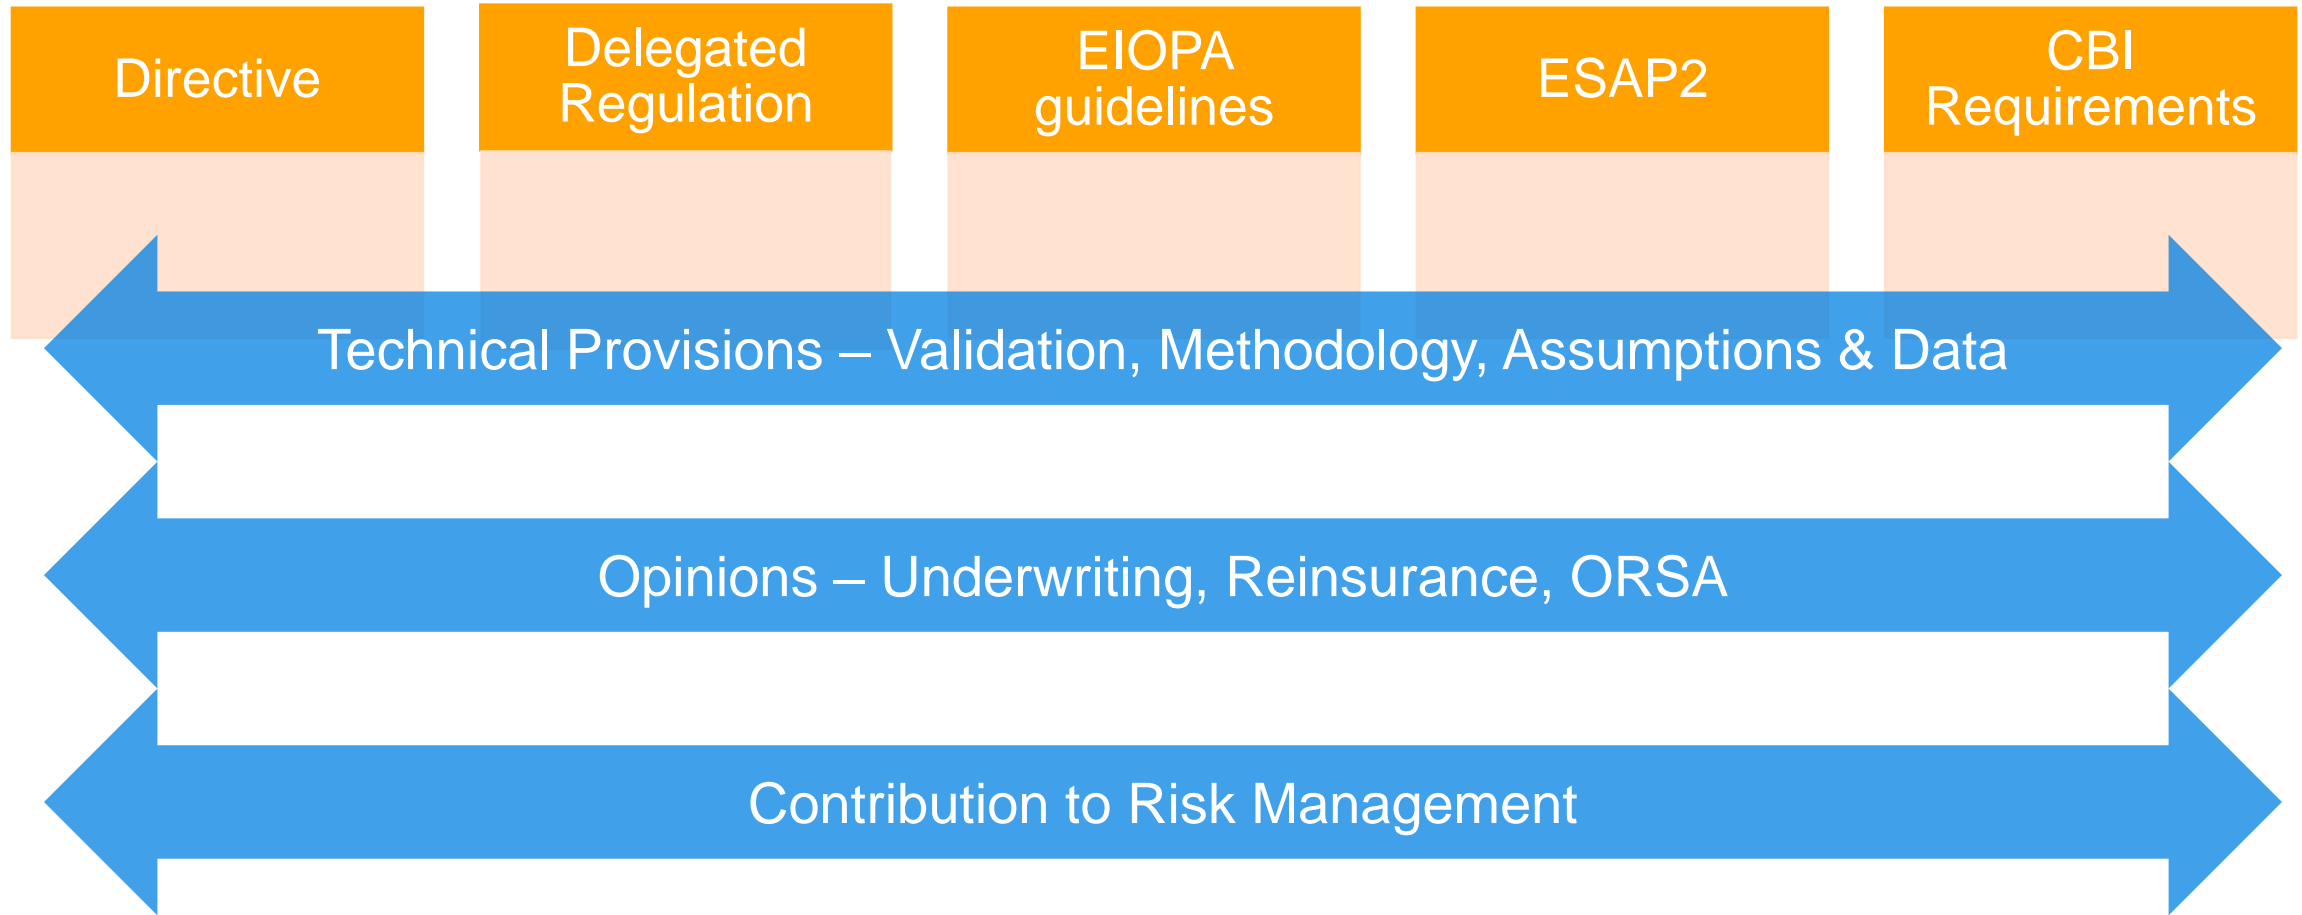 Directive
Delegated
Regulation
EIOPA
guidelines
ESAP2
CBI
Requirements
Technical Provisions – Validation, Methodology, Assumptions & Data
Opinions – Underwriting, Reinsurance, ORSA
Contribution to Risk Management